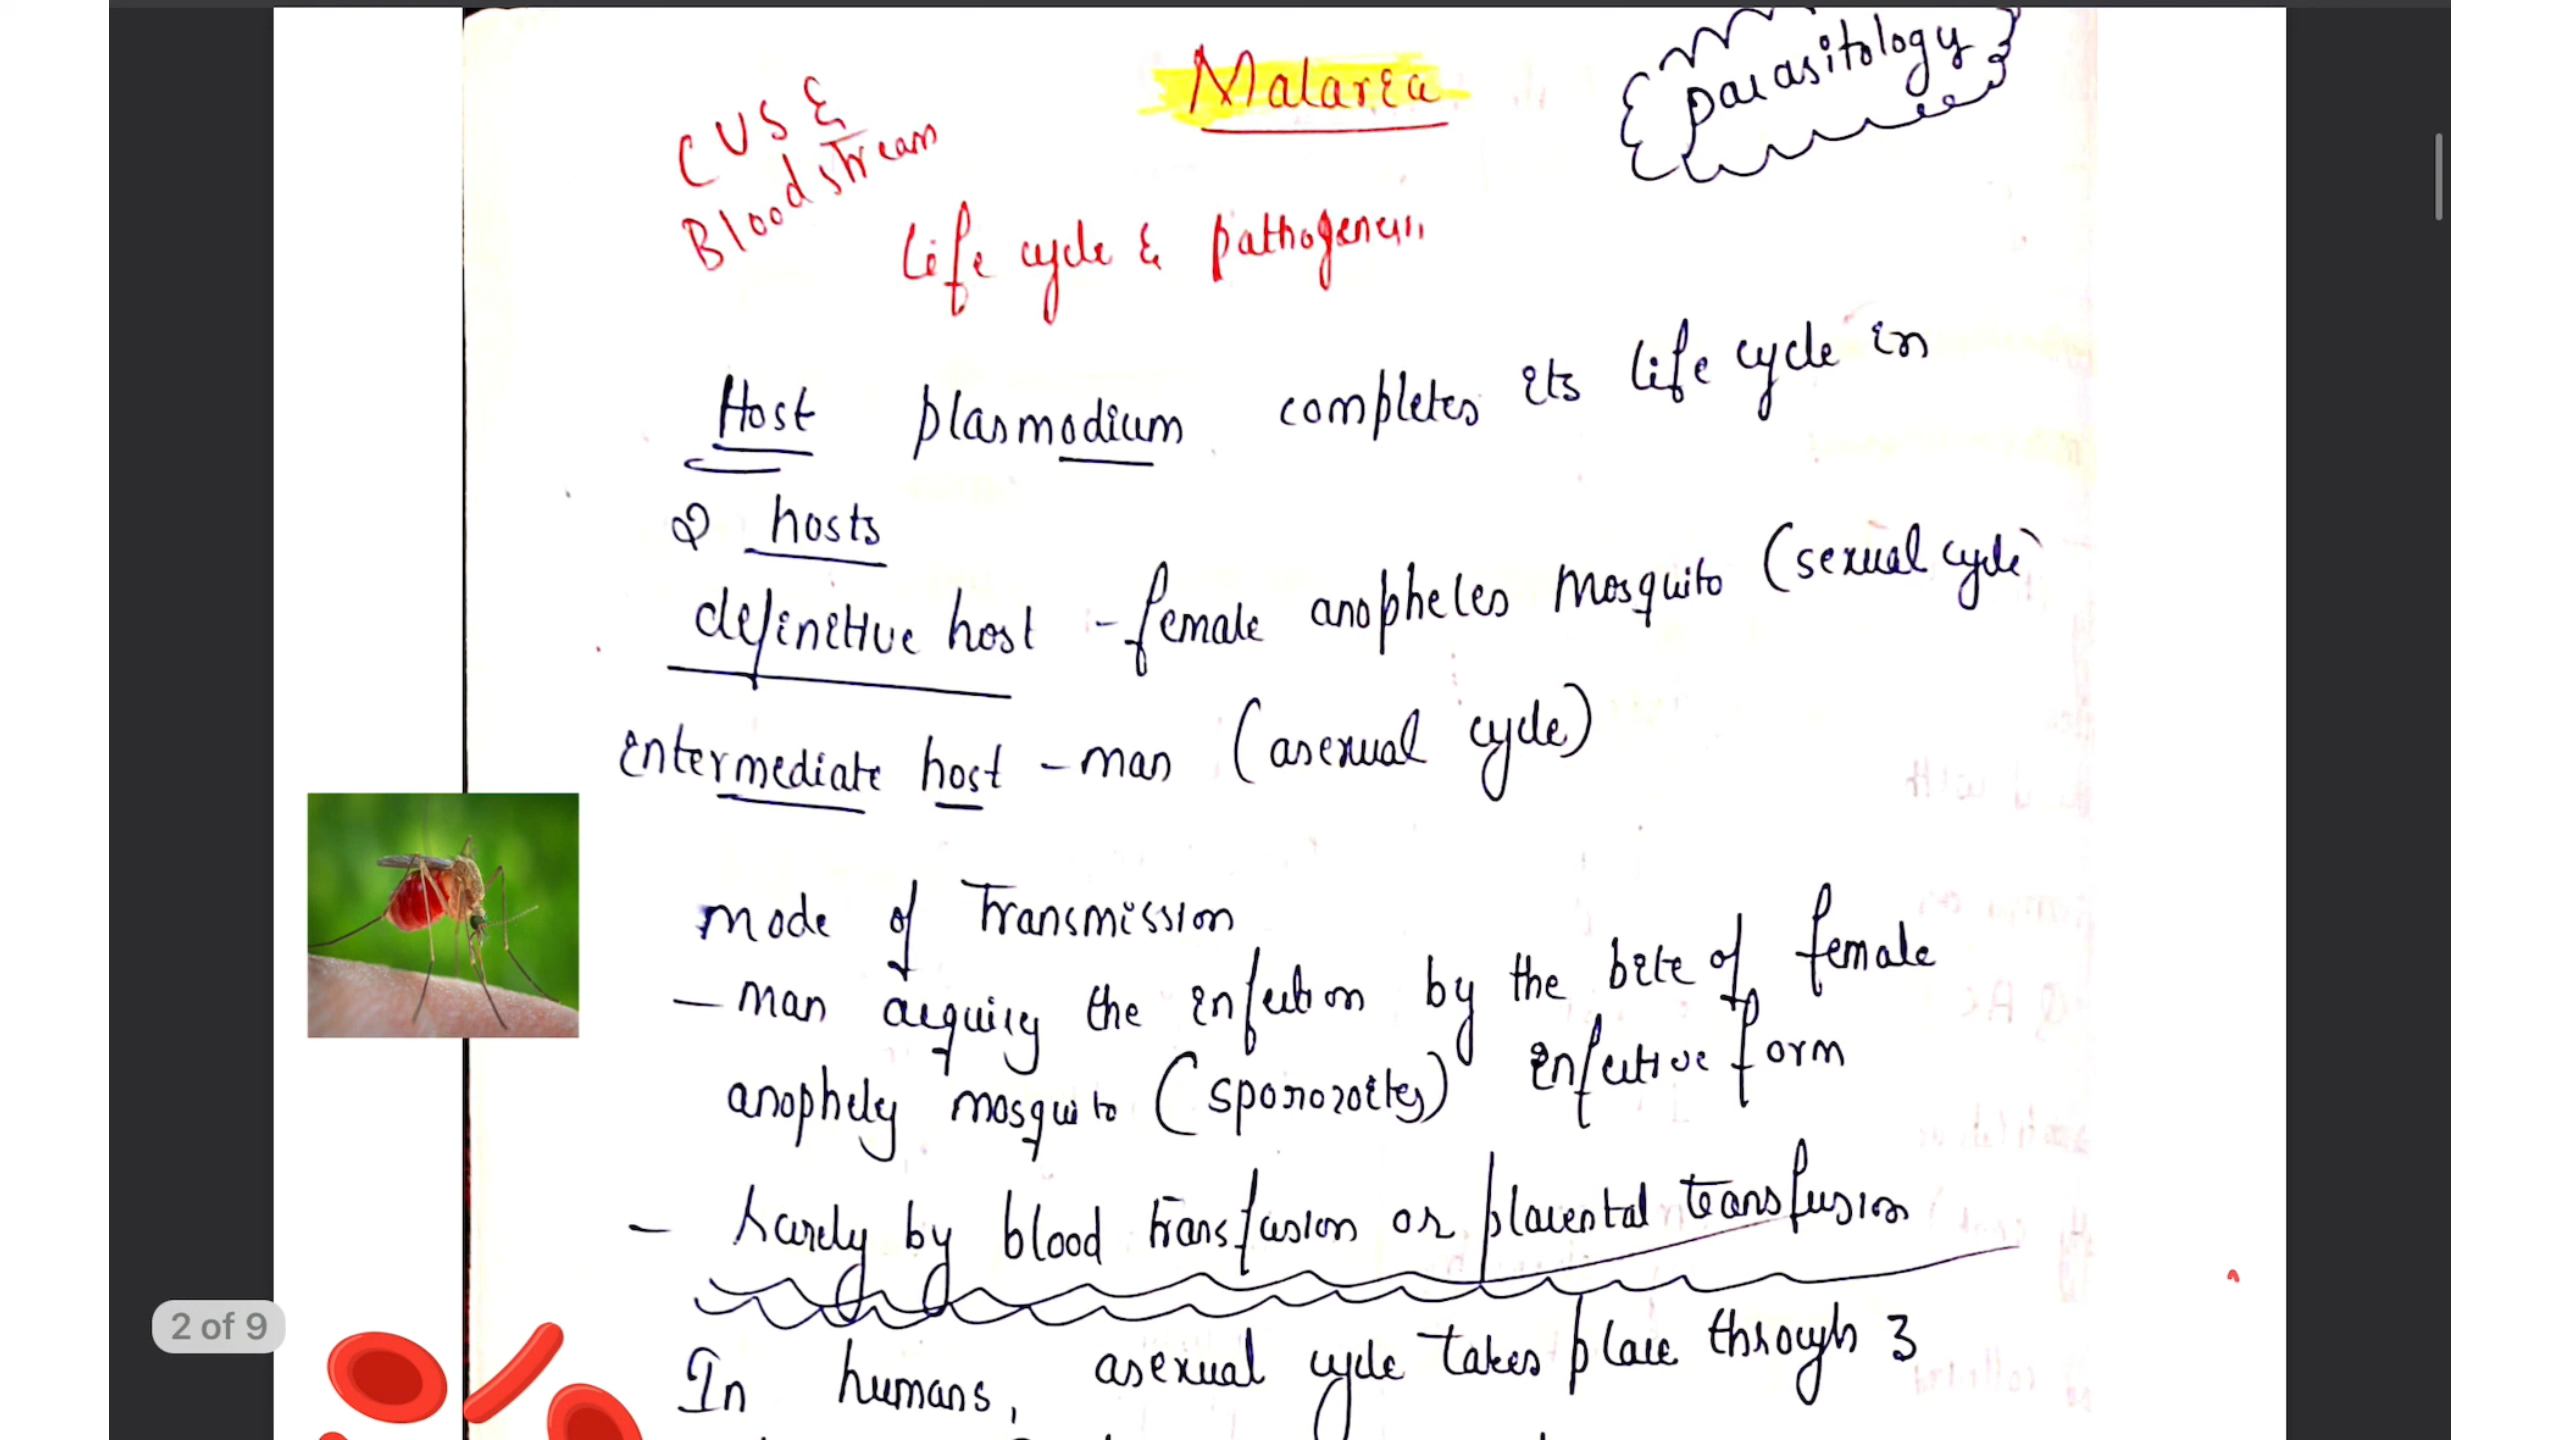 Malaria
parasitology
CVS &
Blood stream
Life cycle & pathogenesis
Host plasmodium completes its life cycle in
2 hosts
definitive host - female anopheles mosquito (sexual cycle)
intermediate host - man (asexual cycle)
mode of Transmission
- man acquires the infection by the bite of female
anopheles mosquito (sporozoites) infective form
- rarely by blood transfusion or placental transfusion
In humans, asexual cycle takes place through 3
2 of 9